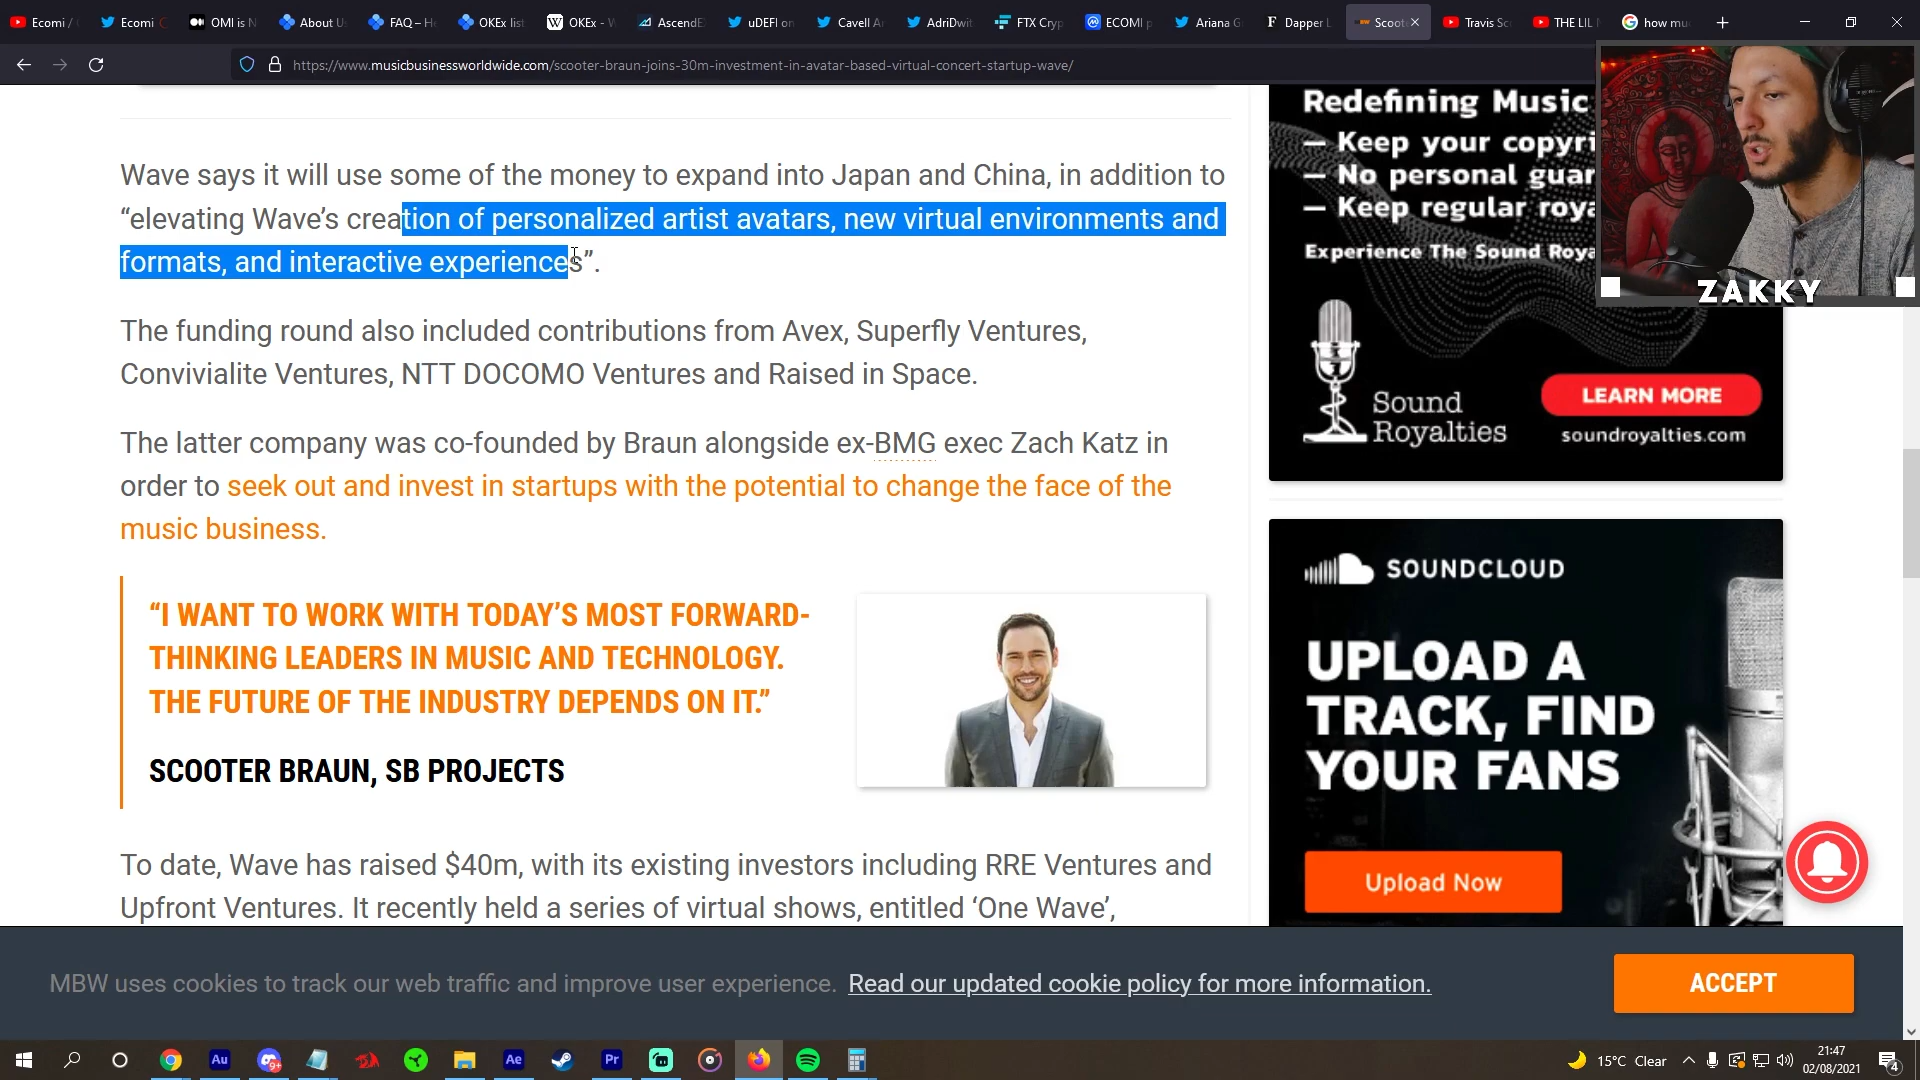 Ecomi /
Ecomi
OMI is N
About U
FAQ – He
OKEx list
OKEx - W
AscendE
uDEFI on
Cavell An
AdriDwit
FTX Cryp
ECOMI p
Ariana G
Dapper L
Scoot
Travis Sc
THE LIL
how mu
https://www.musicbusinessworldwide.com/scooter-braun-joins-30m-investment-in-avatar-based-virtual-concert-startup-wave/
Wave says it will use some of the money to expand into Japan and China, in addition to
“elevating Wave’s creation of personalized artist avatars, new virtual environments and
formats, and interactive experiences”.
The funding round also included contributions from Avex, Superfly Ventures,
Convivialite Ventures, NTT DOCOMO Ventures and Raised in Space.
The latter company was co-founded by Braun alongside ex-BMG exec Zach Katz in
order to seek out and invest in startups with the potential to change the face of the
music business.
“I WANT TO WORK WITH TODAY’S MOST FORWARD-
THINKING LEADERS IN MUSIC AND TECHNOLOGY.
THE FUTURE OF THE INDUSTRY DEPENDS ON IT.”
SCOOTER BRAUN, SB PROJECTS
To date, Wave has raised $40m, with its existing investors including RRE Ventures and
Upfront Ventures. It recently held a series of virtual shows, entitled ‘One Wave’,
Redefining Music
— Keep your copyri
— No personal guar
— Keep regular roya
Experience The Sound Roya
Sound
Royalties
LEARN MORE
soundroyalties.com
ZAKKY
SOUNDCLOUD
UPLOAD A
TRACK, FIND
YOUR FANS
Upload Now
MBW uses cookies to track our web traffic and improve user experience. Read our updated cookie policy for more information.
ACCEPT
Au
9+
Ae
Pr
15°C Clear
21:47
02/08/2021
4